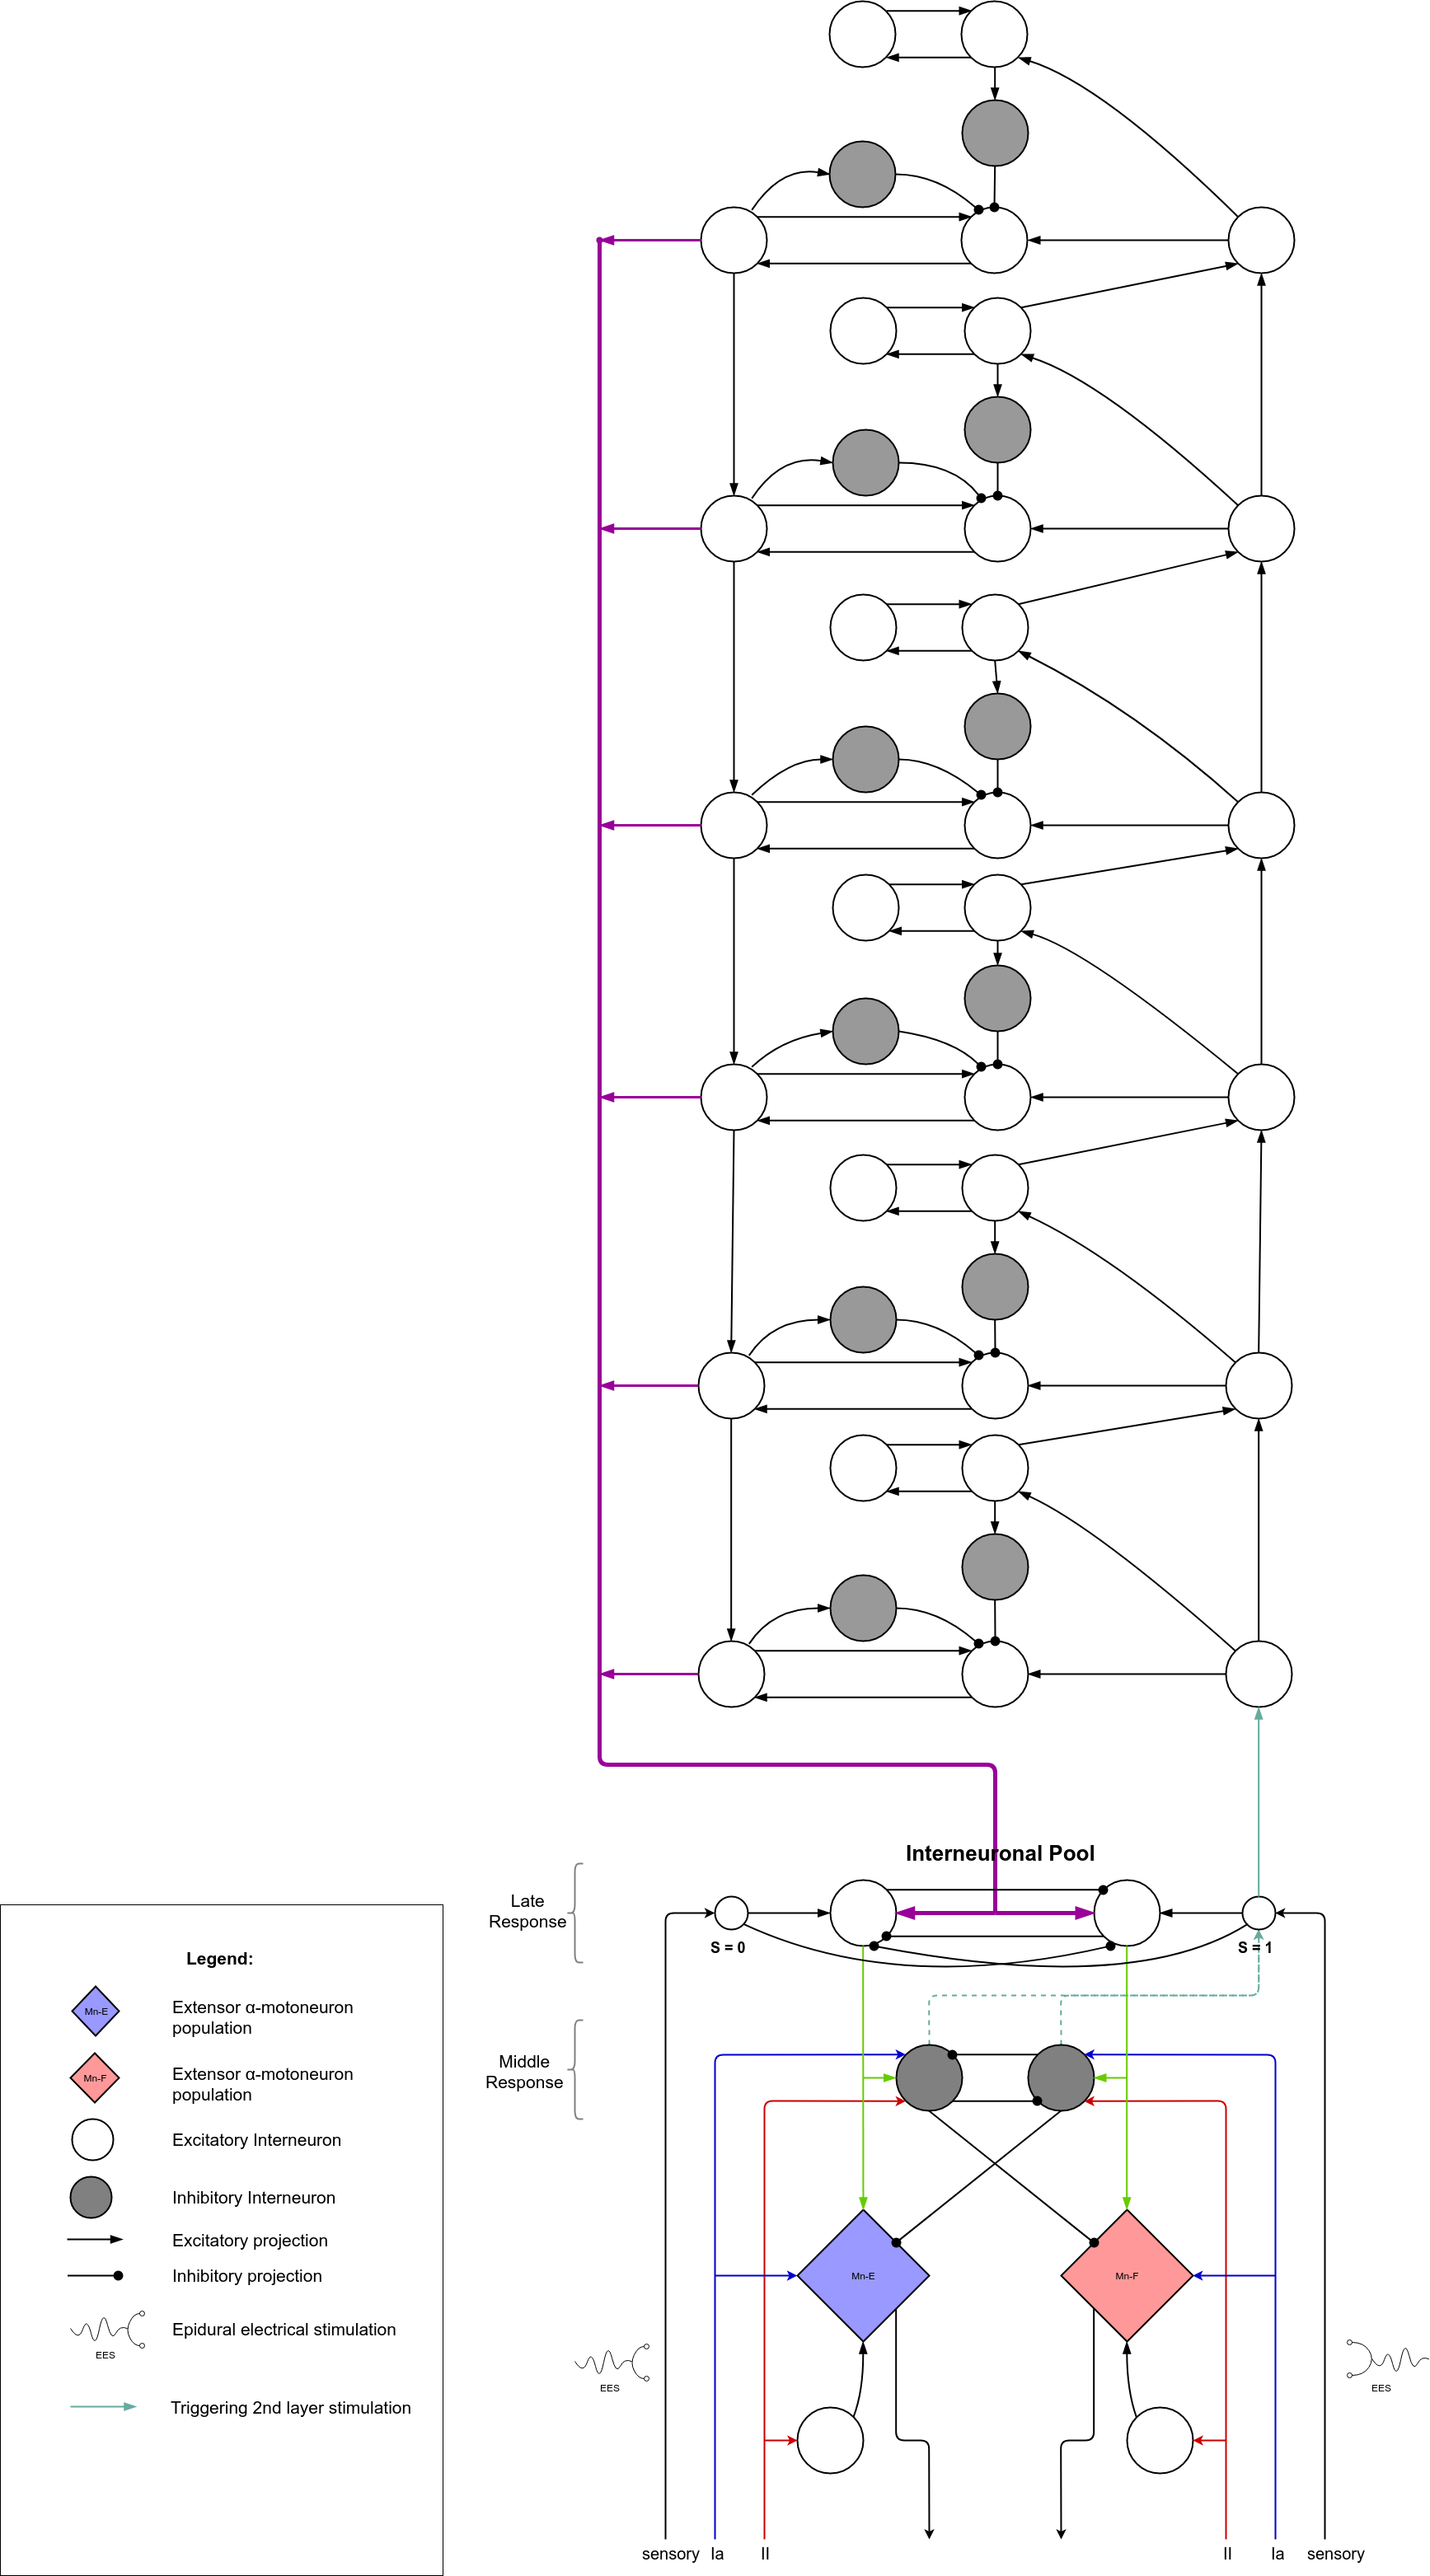 Interneuronal Pool
Late
Response
S = 0
S = 1
Legend:
Mn-E
Extensor α-motoneuron
population
Middle
Response
Mn-F
Extensor α-motoneuron
population
Excitatory Interneuron
Inhibitory Interneuron
Excitatory projection
Inhibitory projection
Mn-E
Mn-F
Epidural electrical stimulation
EES
EES
EES
Triggering 2nd layer stimulation
sensory
Ia
II
II
Ia
sensory